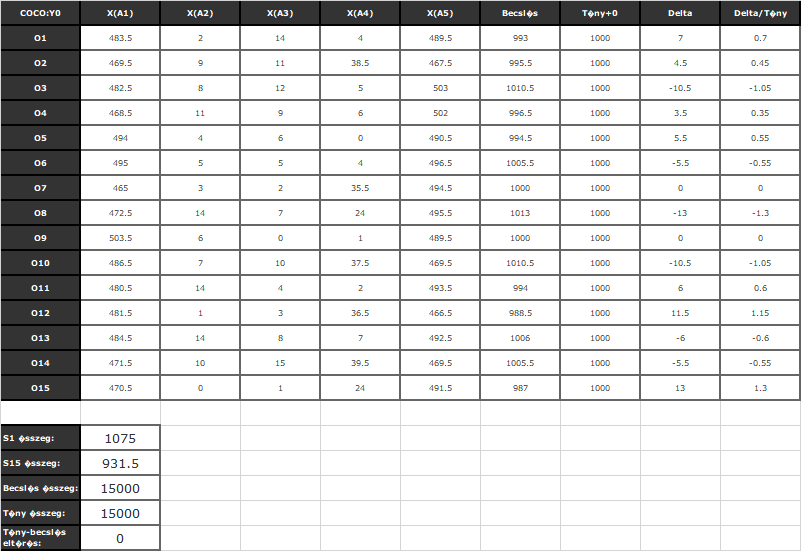 COCO:Y0 X(A1) X(A2) X(A3) X(A4) X(A5) Becsl�s T�ny+0 Delta Delta/T�ny
O1 483.5 2 14 4 489.5 993 1000 7 0.7
O2 469.5 9 11 38.5 467.5 995.5 1000 4.5 0.45
O3 482.5 8 12 5 503 1010.5 1000 -10.5 -1.05
O4 468.5 11 9 6 502 996.5 1000 3.5 0.35
O5 494 4 6 0 490.5 994.5 1000 5.5 0.55
O6 495 5 5 4 496.5 1005.5 1000 -5.5 -0.55
O7 465 3 2 35.5 494.5 1000 1000 0 0
O8 472.5 14 7 24 495.5 1013 1000 -13 -1.3
O9 503.5 6 0 1 489.5 1000 1000 0 0
O10 486.5 7 10 37.5 469.5 1010.5 1000 -10.5 -1.05
O11 480.5 14 4 2 493.5 994 1000 6 0.6
O12 481.5 1 3 36.5 466.5 988.5 1000 11.5 1.15
O13 484.5 14 8 7 492.5 1006 1000 -6 -0.6
O14 471.5 10 15 39.5 469.5 1005.5 1000 -5.5 -0.55
O15 470.5 0 1 24 491.5 987 1000 13 1.3
S1 �sszeg: 1075
S15 �sszeg: 931.5
Becsl�s �sszeg: 15000
T�ny �sszeg: 15000
T�ny-becsl�s
elt�r�s: 0